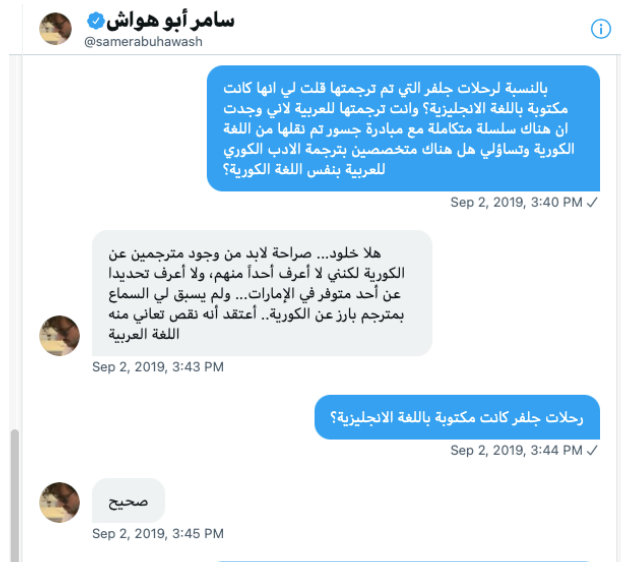 سامر أبو هواش
@samerabuhawash
بالنسبة لرحلات جلفر التي تم ترجمتها قلت لي انها كانت
مكتوبة باللغة الانجليزية؟ وانت ترجمتها للعربية لاني وجدت
ان هناك سلسلة متكاملة مع مبادرة جسور تم نقلها من اللغة
الكورية وتساؤلي هل هناك متخصصين بترجمة الادب الكوري
للعربية بنفس اللغة الكورية؟
Sep 2, 2019, 3:40 PM ✓
هلا خلود... صراحة لابد من وجود مترجمين عن
الكورية لكنني لا أعرف أحداً منهم، ولا أعرف تحديدا
عن أحد متوفر في الإمارات... ولم يسبق لي السماع
بمترجم بارز عن الكورية.. أعتقد أنه نقص تعاني منه
اللغة العربية
Sep 2, 2019, 3:43 PM
رحلات جلفر كانت مكتوبة باللغة الانجليزية؟
Sep 2, 2019, 3:44 PM ✓
صحيح
Sep 2, 2019, 3:45 PM